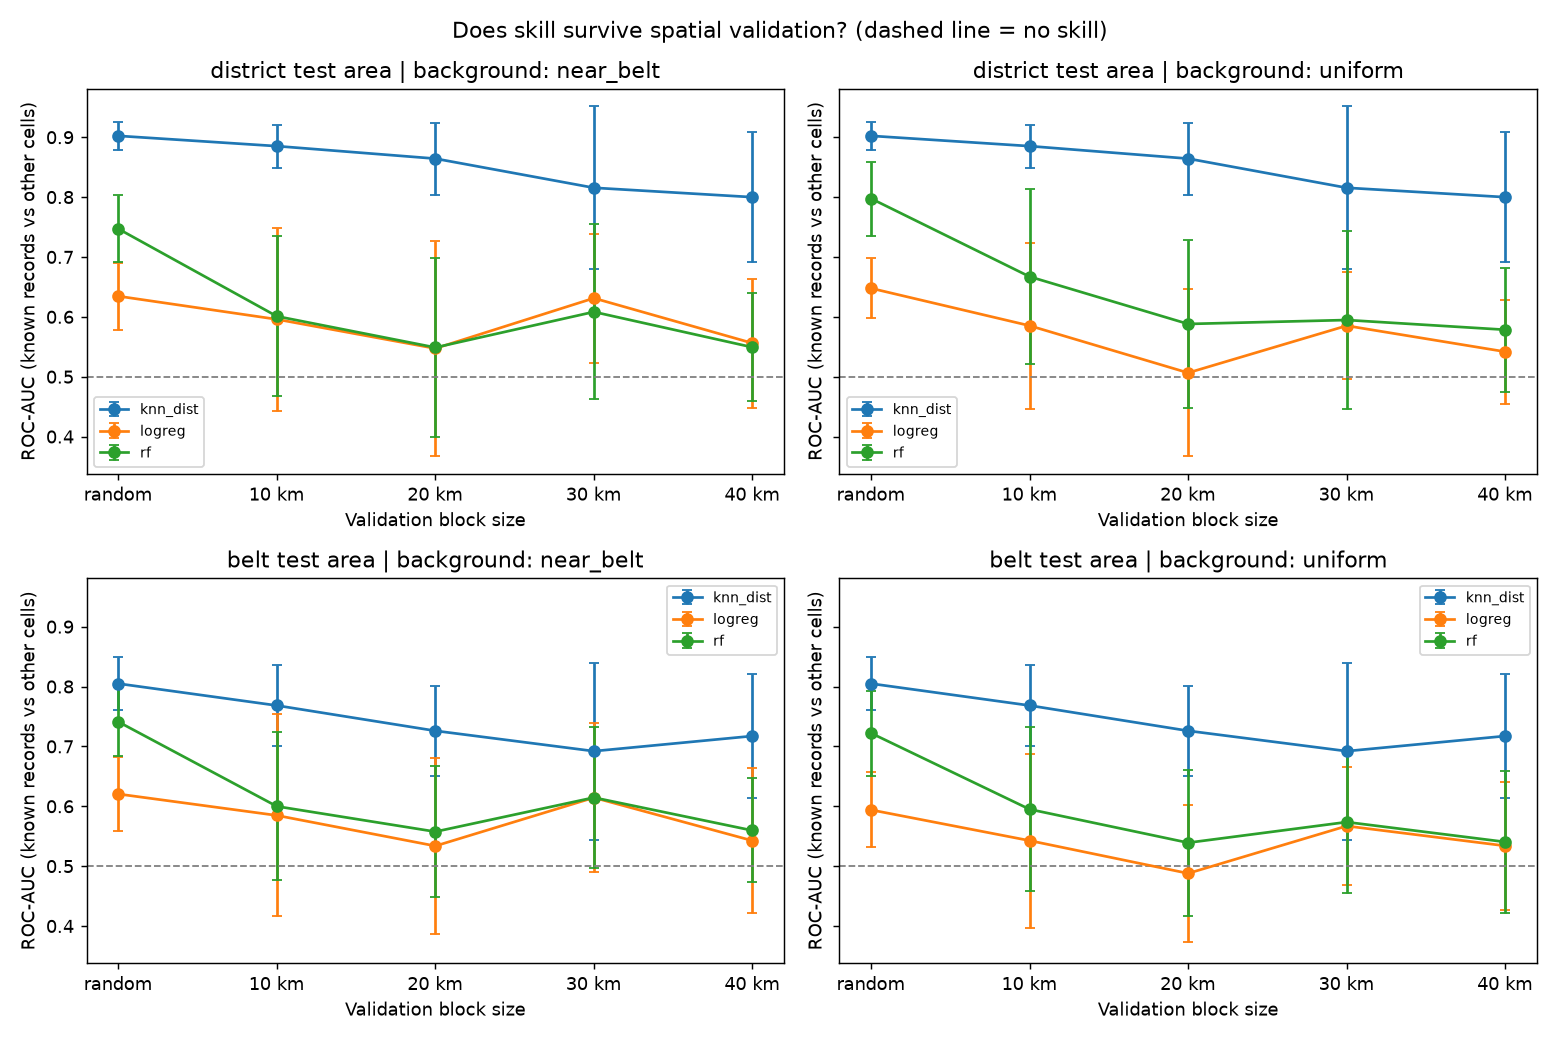 Does skill survive spatial validation? (dashed line = no skill)
district test area | background: near_belt
ROC-AUC (known records vs other cells)
0.9
0.8
0.7
0.6
0.5
0.4
knn_dist
logreg
rf
random
10 km
20 km
30 km
40 km
Validation block size
district test area | background: uniform
ROC-AUC (known records vs other cells)
knn_dist
logreg
rf
random
10 km
20 km
30 km
40 km
Validation block size
belt test area | background: near_belt
ROC-AUC (known records vs other cells)
0.9
0.8
0.7
0.6
0.5
0.4
knn_dist
logreg
rf
random
10 km
20 km
30 km
40 km
Validation block size
belt test area | background: uniform
ROC-AUC (known records vs other cells)
knn_dist
logreg
rf
random
10 km
20 km
30 km
40 km
Validation block size